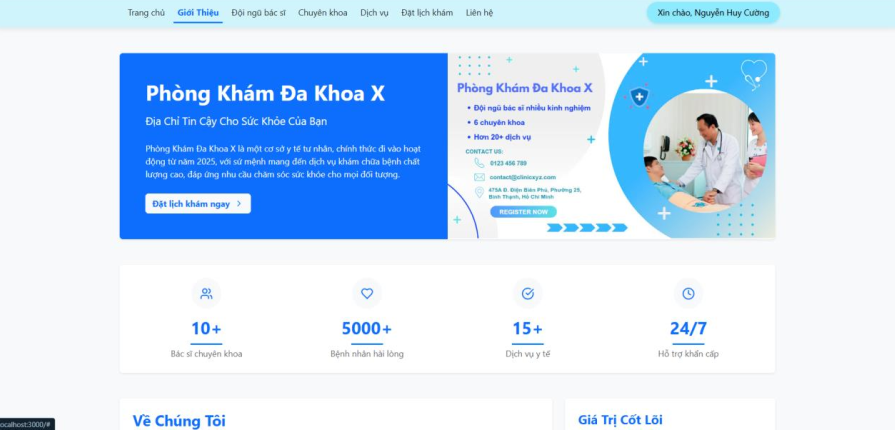 Trang chủ Giới Thiệu Đội ngũ bác sĩ Chuyên khoa Dịch vụ Đặt lịch khám Liên hệ Xin chào, Nguyễn Huy Cường
Phòng Khám Đa Khoa X
Địa Chỉ Tin Cậy Cho Sức Khỏe Của Bạn
Phòng Khám Đa Khoa X là một cơ sở y tế tư nhân, chính thức đi vào hoạt
động từ năm 2025, với sứ mệnh mang đến dịch vụ khám chữa bệnh chất
lượng cao, đáp ứng nhu cầu chăm sóc sức khỏe cho mọi đối tượng.
Đặt lịch khám ngay
Phòng Khám Đa Khoa X
Đội ngũ bác sĩ nhiều kinh nghiệm
6 chuyên khoa
Hơn 20+ dịch vụ
CONTACT US:
0123 456 789
contact@clinicxyz.com
475A Đ. Điện Biên Phủ, Phường 25,
Bình Thạnh, Hồ Chí Minh
REGISTER NOW
10+ 5000+ 15+ 24/7
Bác sĩ chuyên khoa Bệnh nhân hài lòng Dịch vụ y tế Hỗ trợ khẩn cấp
Về Chúng Tôi Giá Trị Cốt Lõi
ocalhost:3000/#